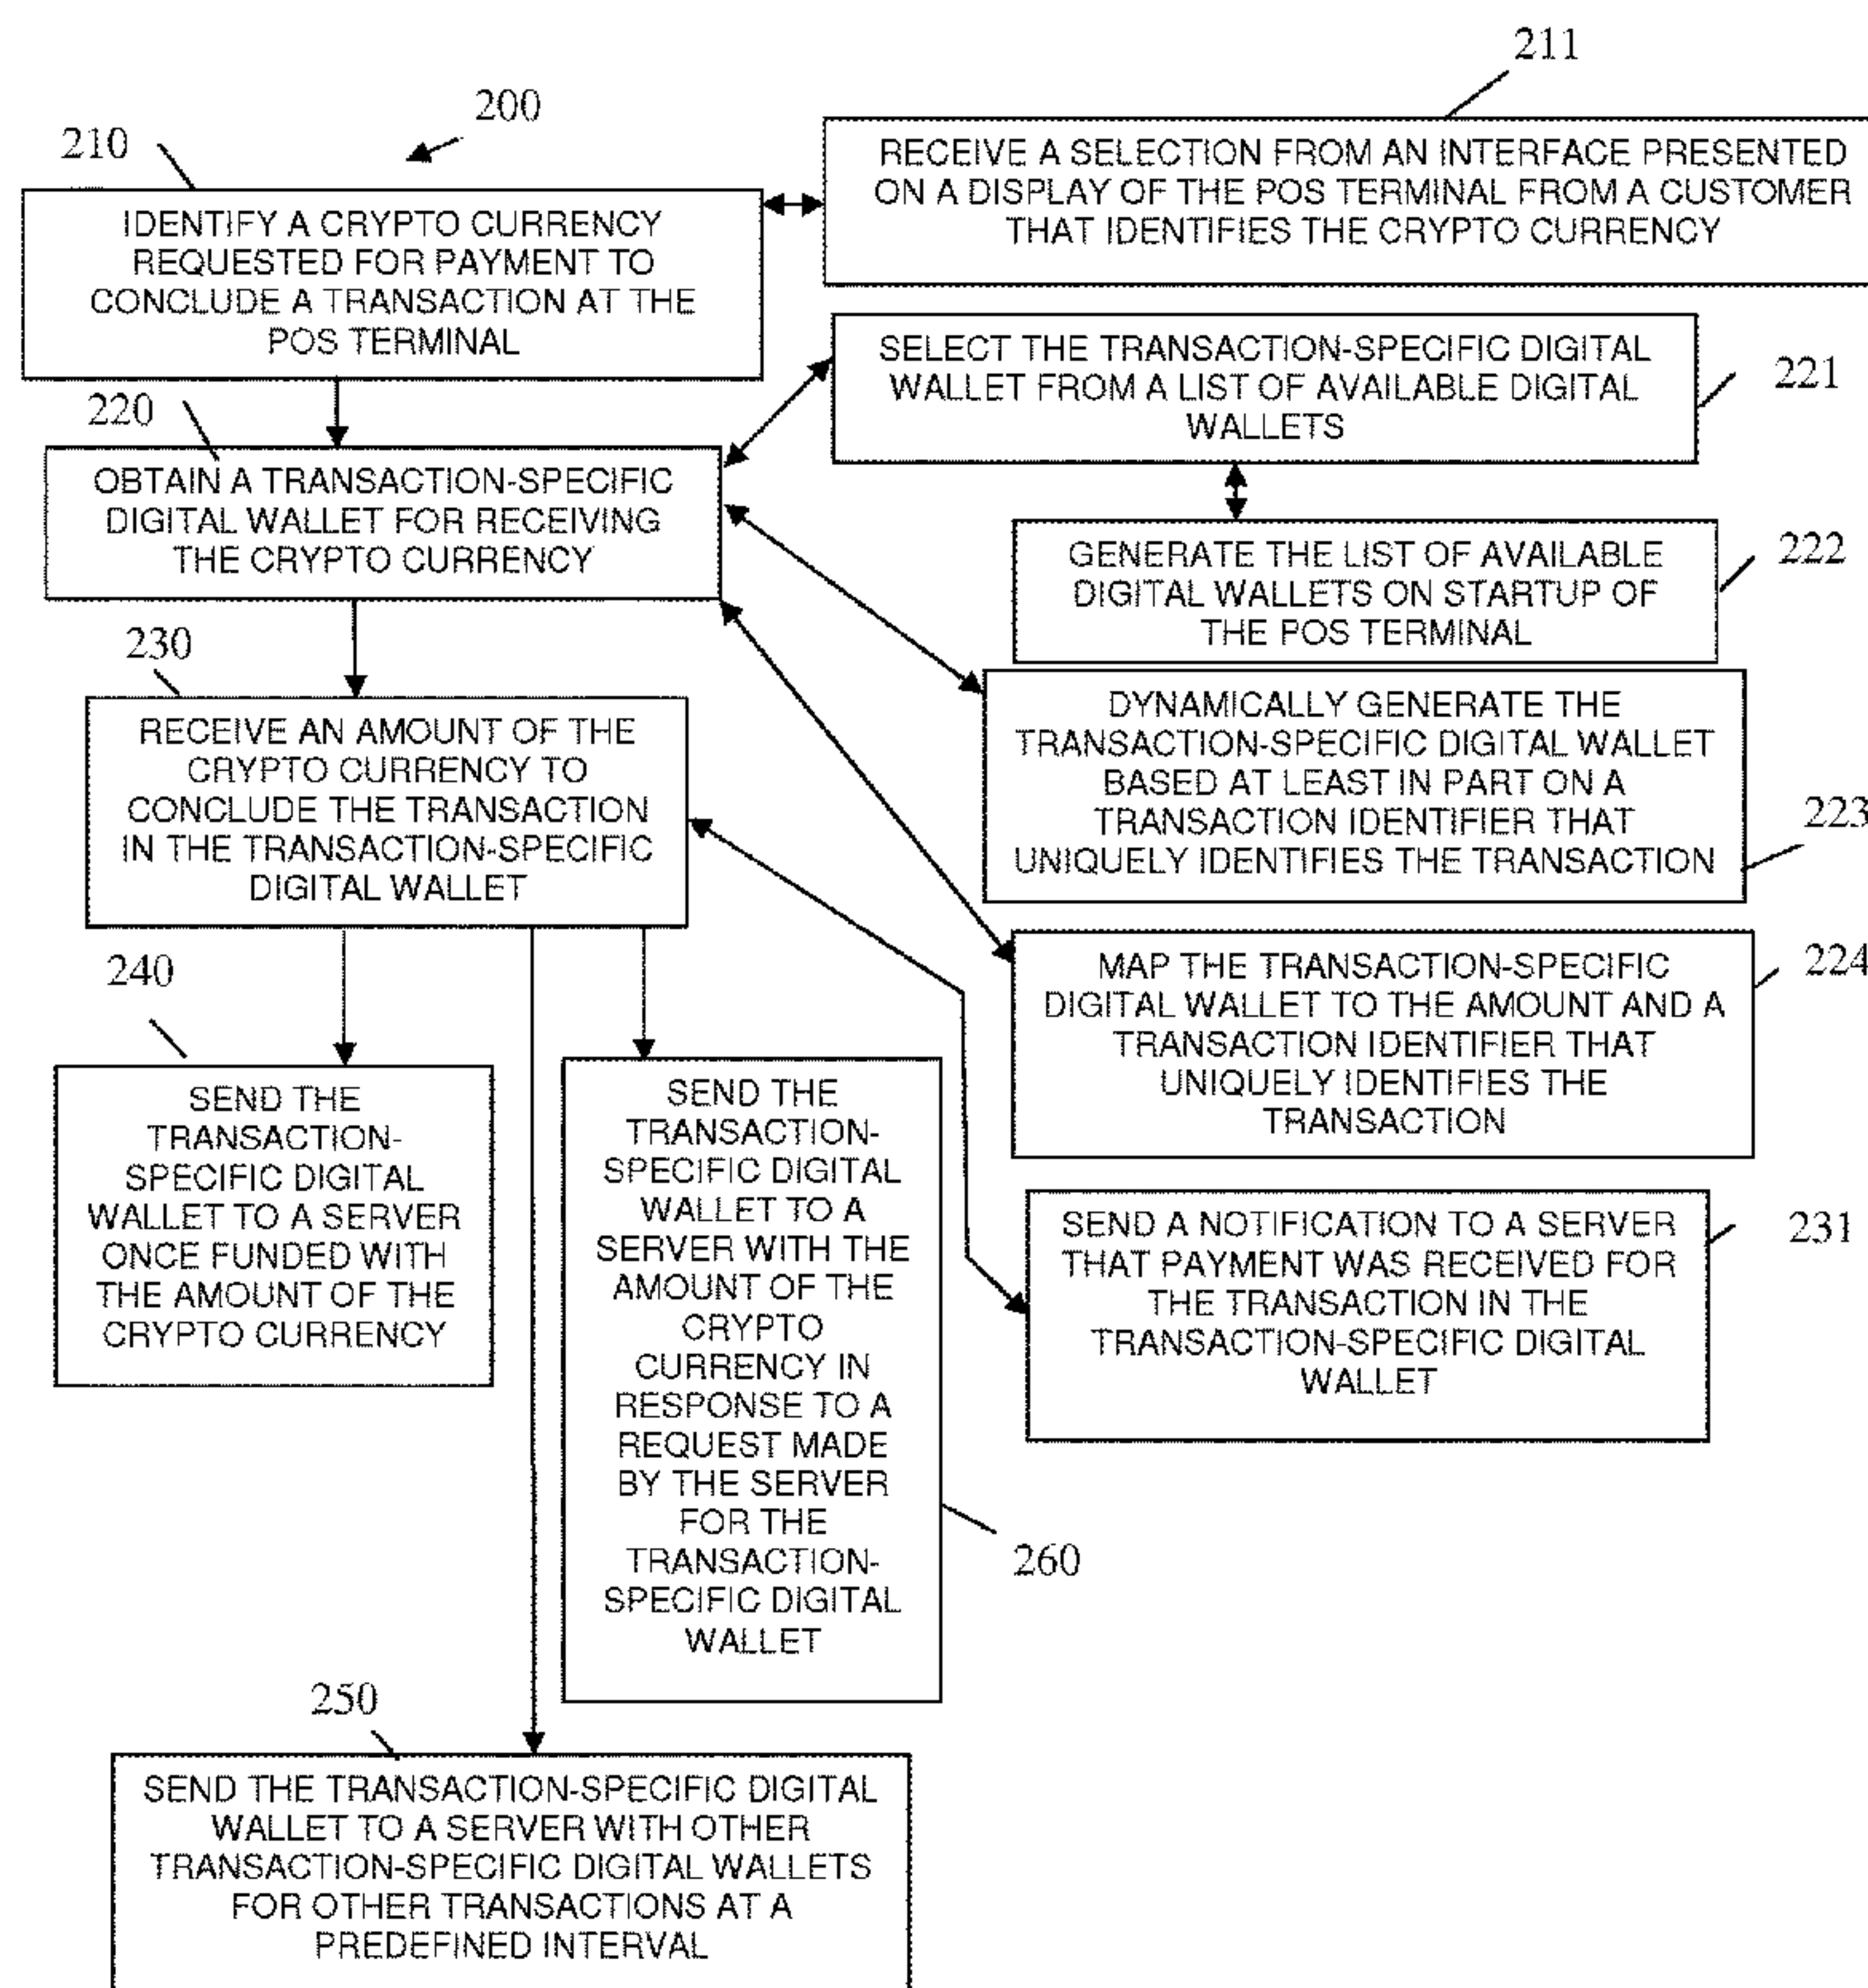 200
210
IDENTIFY A CRYPTO CURRENCY
REQUESTED FOR PAYMENT TO
CONCLUDE A TRANSACTION AT THE
POS TERMINAL
211
RECEIVE A SELECTION FROM AN INTERFACE PRESENTED
ON A DISPLAY OF THE POS TERMINAL FROM A CUSTOMER
THAT IDENTIFIES THE CRYPTO CURRENCY
220
OBTAIN A TRANSACTION-SPECIFIC
DIGITAL WALLET FOR RECEIVING
THE CRYPTO CURRENCY
221
SELECT THE TRANSACTION-SPECIFIC DIGITAL
WALLET FROM A LIST OF AVAILABLE DIGITAL
WALLETS
222
GENERATE THE LIST OF AVAILABLE
DIGITAL WALLETS ON STARTUP OF
THE POS TERMINAL
223
DYNAMICALLY GENERATE THE
TRANSACTION-SPECIFIC DIGITAL WALLET
BASED AT LEAST IN PART ON A
TRANSACTION IDENTIFIER THAT
UNIQUELY IDENTIFIES THE TRANSACTION
224
MAP THE TRANSACTION-SPECIFIC
DIGITAL WALLET TO THE AMOUNT AND A
TRANSACTION IDENTIFIER THAT
UNIQUELY IDENTIFIES THE
TRANSACTION
230
RECEIVE AN AMOUNT OF THE
CRYPTO CURRENCY TO
CONCLUDE THE TRANSACTION
IN THE TRANSACTION-SPECIFIC
DIGITAL WALLET
231
SEND A NOTIFICATION TO A SERVER
THAT PAYMENT WAS RECEIVED FOR
THE TRANSACTION IN THE
TRANSACTION-SPECIFIC DIGITAL
WALLET
240
SEND THE
TRANSACTION-
SPECIFIC DIGITAL
WALLET TO A SERVER
ONCE FUNDED WITH
THE AMOUNT OF THE
CRYPTO CURRENCY
260
SEND THE
TRANSACTION-
SPECIFIC DIGITAL
WALLET TO A
SERVER WITH THE
AMOUNT OF THE
CRYPTO
CURRENCY IN
RESPONSE TO A
REQUEST MADE
BY THE SERVER
FOR THE
TRANSACTION-
SPECIFIC DIGITAL
WALLET
250
SEND THE TRANSACTION-SPECIFIC DIGITAL
WALLET TO A SERVER WITH OTHER
TRANSACTION-SPECIFIC DIGITAL WALLETS
FOR OTHER TRANSACTIONS AT A
PREDEFINED INTERVAL